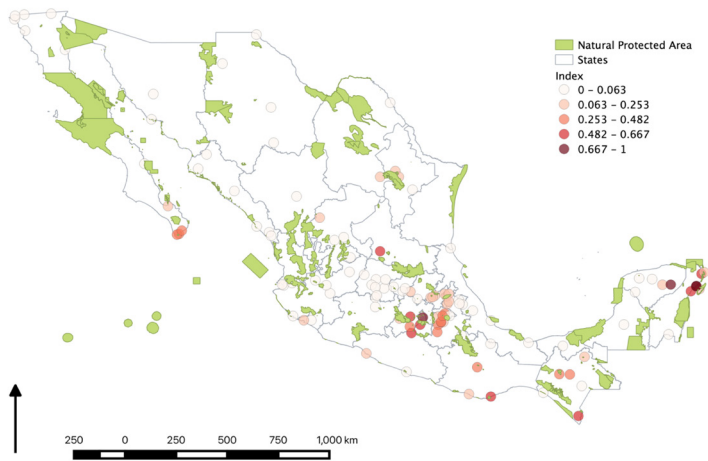 Natural Protected Area
States
Index
0 – 0.063
0.063 – 0.253
0.253 – 0.482
0.482 – 0.667
0.667 – 1
250 0 250 500 750 1,000 km